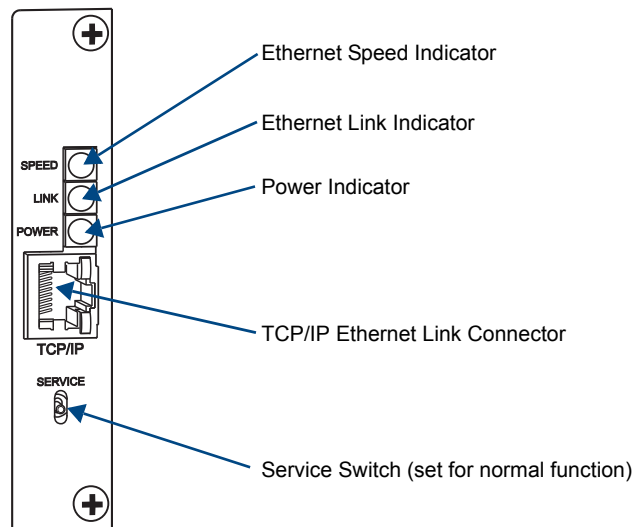 Ethernet Speed Indicator
Ethernet Link Indicator
SPEED
Power Indicator
LINK
POWER
TCP/IP Ethernet Link Connector
TCP/IP
SERVICE
Service Switch (set for normal function)